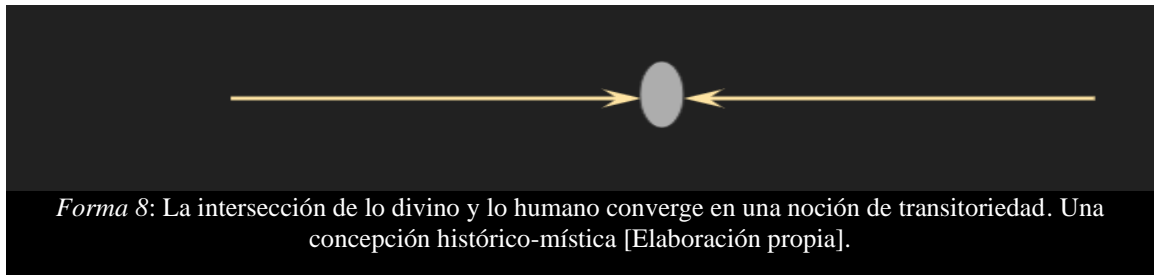 Forma 8: La intersección de lo divino y lo humano converge en una noción de transitoriedad. Una
concepción histórico-mística [Elaboración propia].